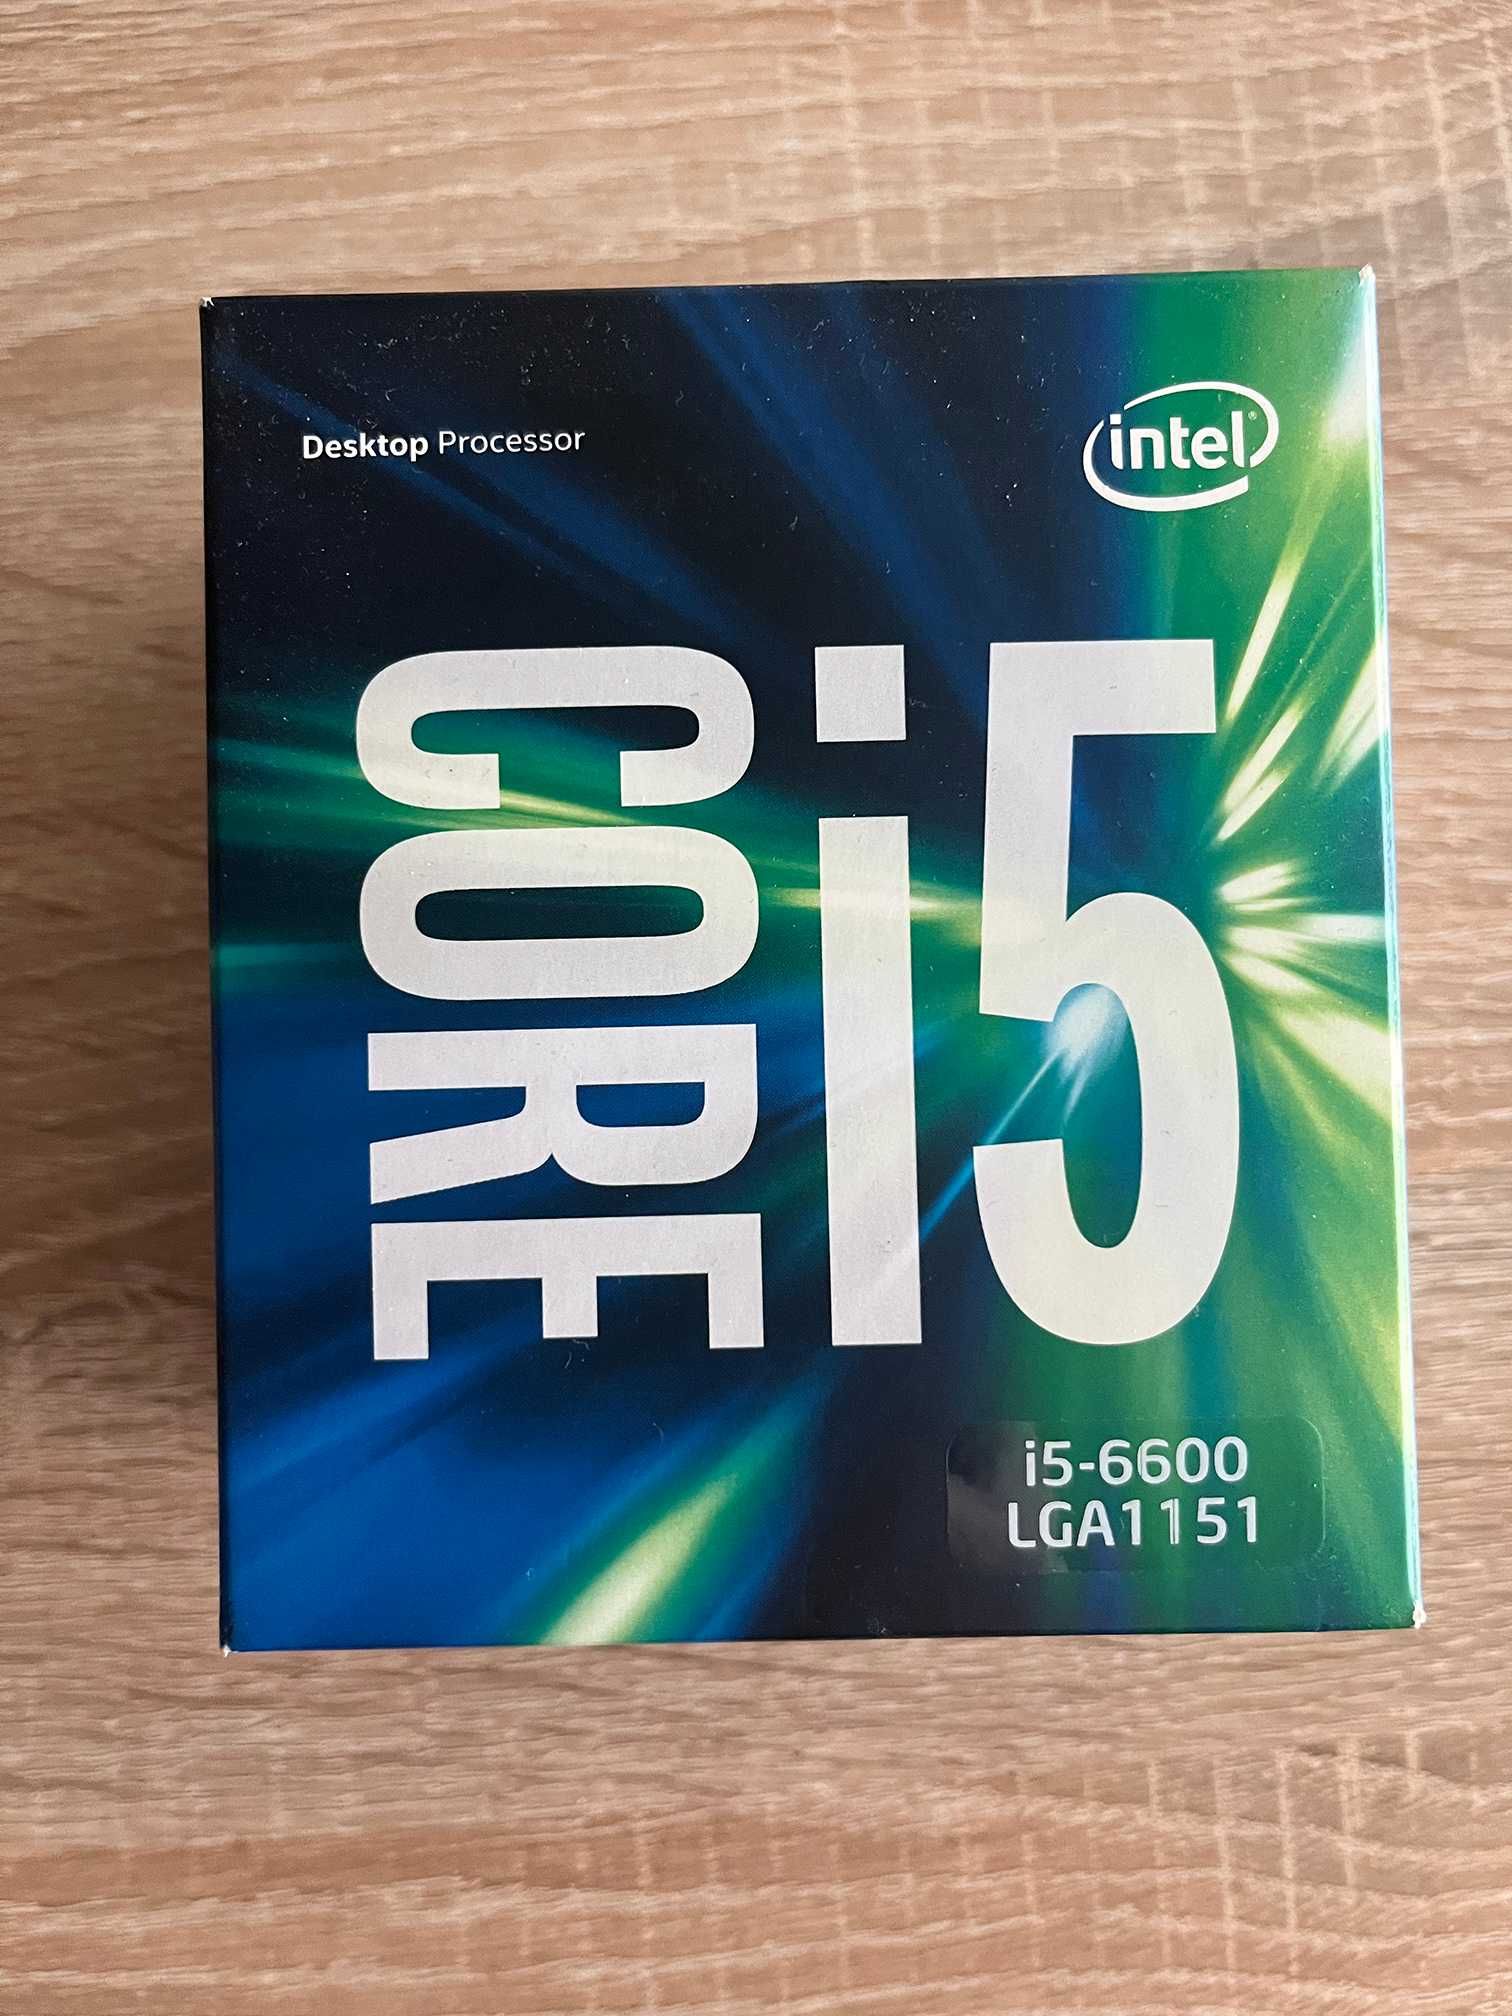 Desktop Processor
intel®
CORE i5
i5-6600
LGA1151